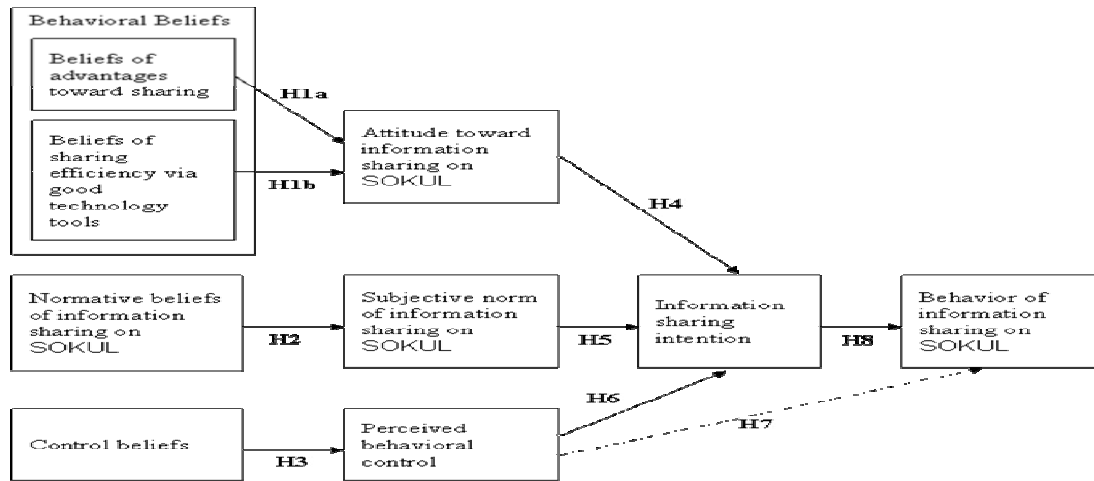 Behavioral Beliefs
Beliefs of
advantages
toward sharing
H1a
Beliefs of
sharing
efficiency via
good
technology
tools
H1b
Attitude toward
information
sharing on
SOKUL
H4
Normative beliefs
of information
sharing on
SOKUL
H2
Subjective norm
of information
sharing on
SOKUL
H5
Information
sharing
intention
H8
Behavior of
information
sharing on
SOKUL
Control beliefs
H3
Perceived
behavioral
control
H6
H7